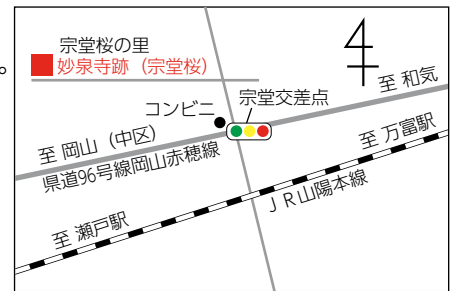 。
宗堂桜の里
妙泉寺跡（宗堂桜）
至 和気
宗堂交差点
コンビニ
至 万富駅
至 岡山（中区）
県道96号線岡山赤穂線
ＪＲ山陽本線
至 瀬戸駅